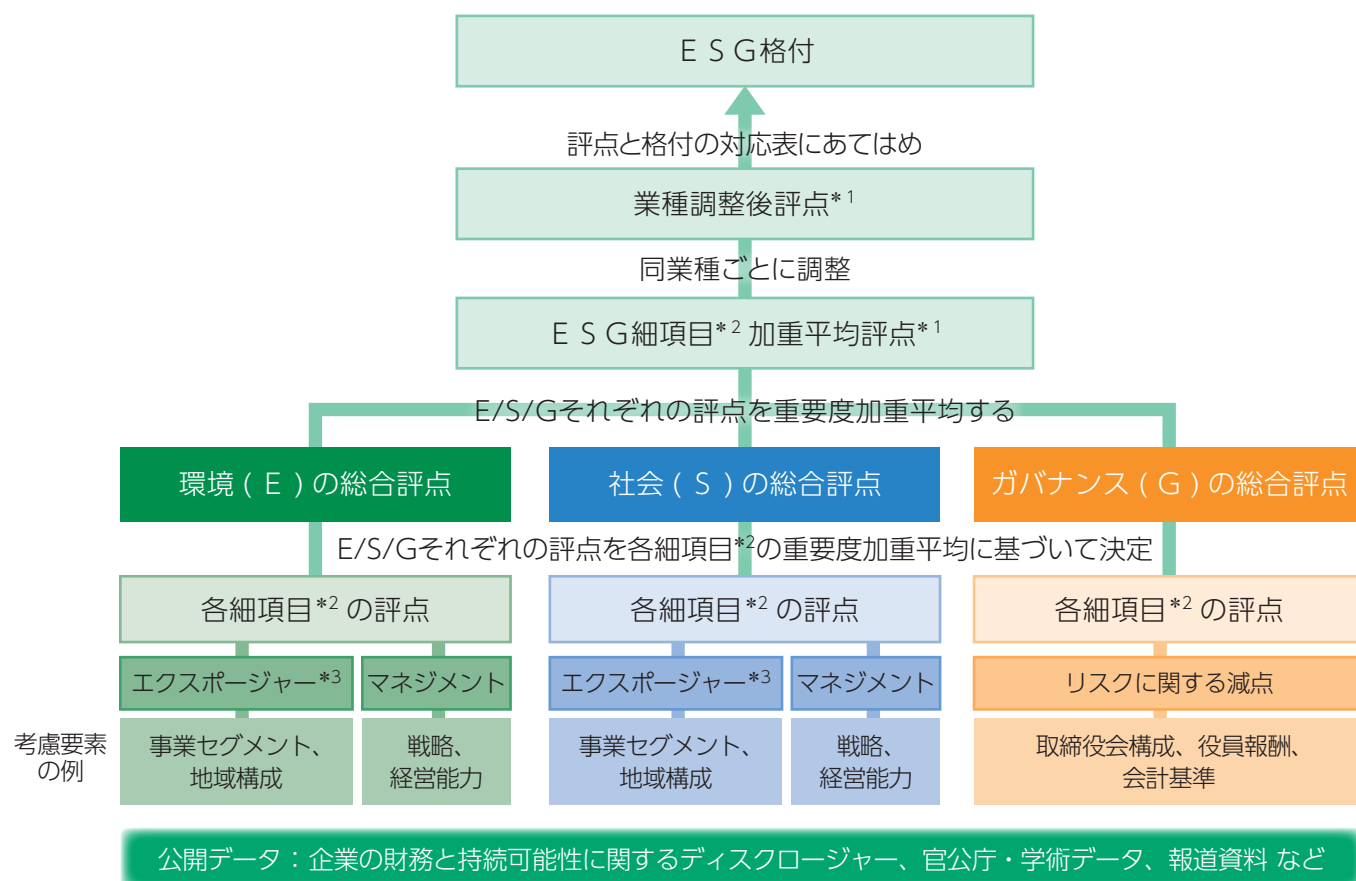 ESG格付
評点と格付の対応表にあてはめ
業種調整後評点*1
同業種ごとに調整
ESG細項目*2 加重平均評点*1
E/S/Gそれぞれの評点を重要度加重平均する
環境(E)の総合評点
社会(S)の総合評点
ガバナンス(G)の総合評点
E/S/Gそれぞれの評点を各細項目*2の重要度加重平均に基づいて決定
各細項目*2 の評点
各細項目*2 の評点
各細項目*2 の評点
エクスポージャー*3
マネジメント
エクスポージャー*3
マネジメント
リスクに関する減点
考慮要素
の例
事業セグメント、
地域構成
戦略、
経営能力
事業セグメント、
地域構成
戦略、
経営能力
取締役会構成、役員報酬、
会計基準
公開データ：企業の財務と持続可能性に関するディスクロージャー、官公庁・学術データ、報道資料 など